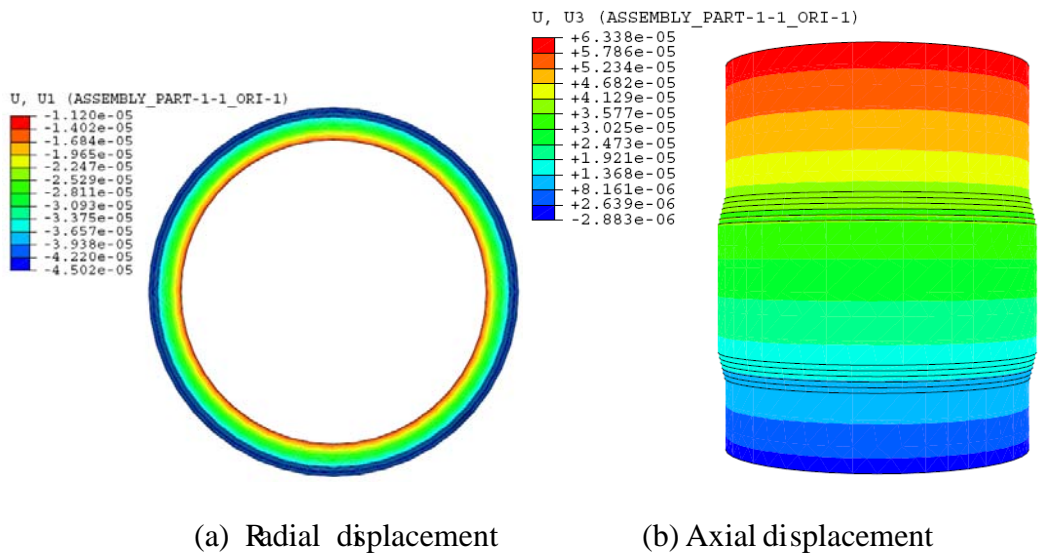 U, U1 (ASSEMBLY_PART-1-1_ORI-1)
-1.120e-05
-1.402e-05
-1.684e-05
-1.965e-05
-2.247e-05
-2.529e-05
-2.811e-05
-3.093e-05
-3.375e-05
-3.657e-05
-3.938e-05
-4.220e-05
-4.502e-05
U, U3 (ASSEMBLY_PART-1-1_ORI-1)
+6.338e-05
+5.786e-05
+5.234e-05
+4.682e-05
+4.129e-05
+3.577e-05
+3.025e-05
+2.473e-05
+1.921e-05
+1.368e-05
+8.161e-06
+2.639e-06
-2.883e-06
(a) Radial displacement
(b) Axial displacement